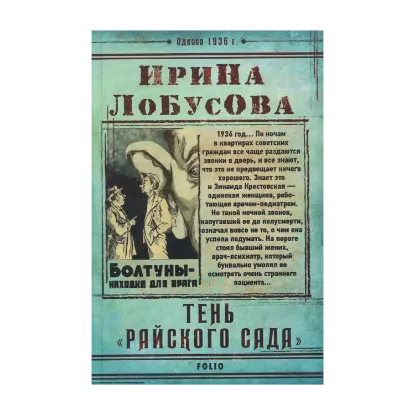 Одесса 1936 г.
ИРИНА
ЛОБУСОВА
1936 год... По ночам
в квартирах советских
граждан все чаще раздаются
звонки в дверь, и все знают,
что это не предвещает ничего
хорошего. Знает это
и Зинаида Крестовская —
одинокая женщина, рабо-
тающая врачом-педиатром.
Но такой ночной звонок,
напугавший ее до полусмерти,
означал вовсе не то, о чем она
успела подумать. На пороге
стоял бывший жених,
врач-психиатр, который
буквально умолял ее
осмотреть очень странного
пациента...
БОЛТУНЫ-
НАХОДКА ДЛЯ ВРАГА
ТЕНЬ
«РАЙСКОГО САДА»
FOLIO